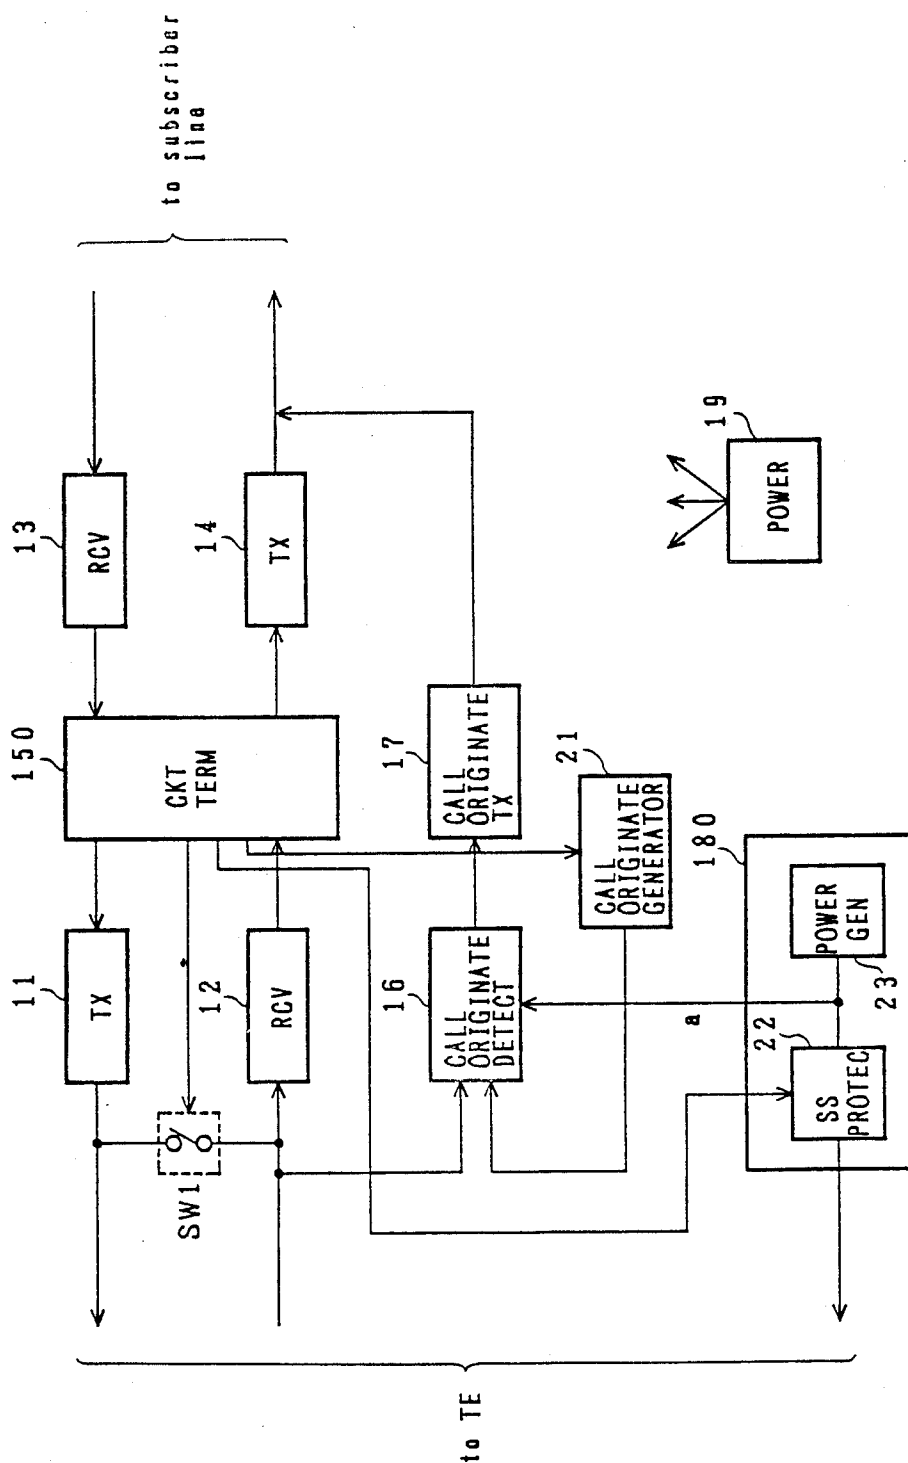 to subscriber
line
13
RCV
14
TX
19
POWER
150
CKT
TERM
17
CALL
ORIGINATE
TX
21
CALL
ORIGINATE
GENERATOR
180
11
TX
12
RCV
16
CALL
ORIGINATE
DETECT
a
POWER
GEN
23
22
SS
PROTEC
SW1
to TE